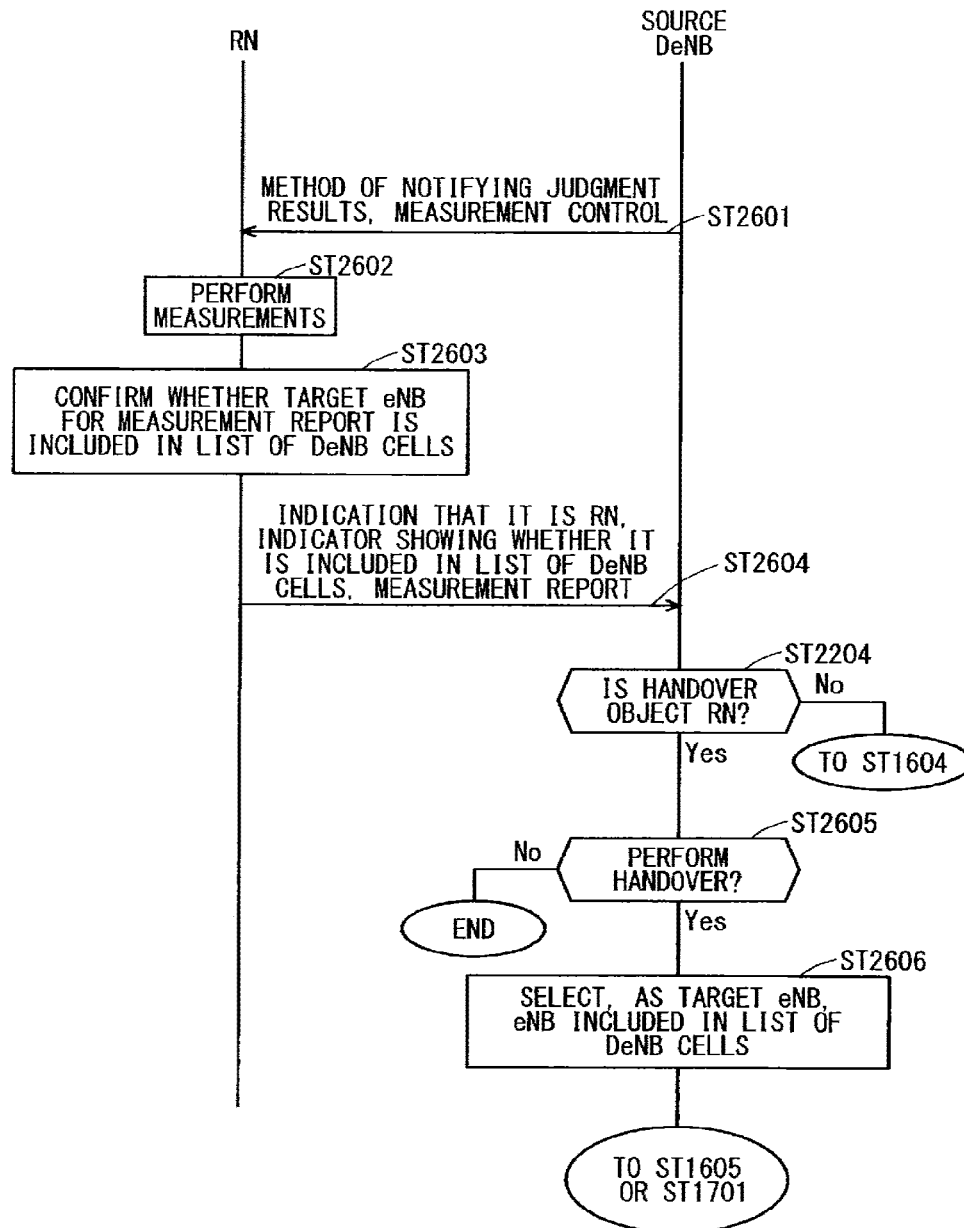 RN
SOURCE
DeNB
METHOD OF NOTIFYING JUDGMENT
RESULTS, MEASUREMENT CONTROL
ST2601
ST2602
PERFORM
MEASUREMENTS
ST2603
CONFIRM WHETHER TARGET eNB
FOR MEASUREMENT REPORT IS
INCLUDED IN LIST OF DeNB CELLS
INDICATION THAT IT IS RN,
INDICATOR SHOWING WHETHER IT
IS INCLUDED IN LIST OF DeNB
CELLS, MEASUREMENT REPORT
ST2604
ST2204
IS HANDOVER
OBJECT RN?
No
Yes
TO ST1604
ST2605
No
PERFORM
HANDOVER?
END
Yes
ST2606
SELECT, AS TARGET eNB,
eNB INCLUDED IN LIST OF
DeNB CELLS
TO ST1605
OR ST1701